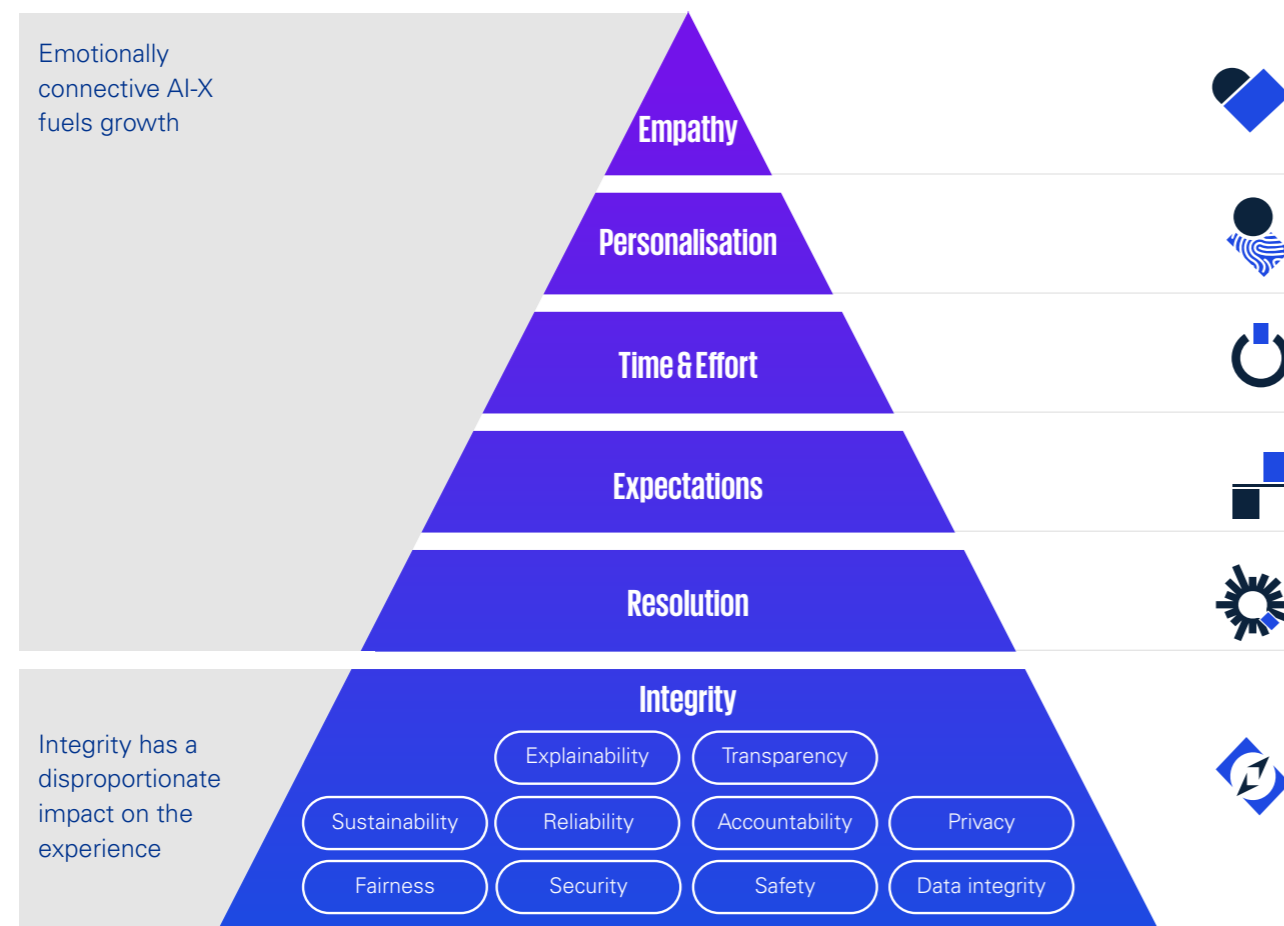 Emotionally
connective AI-X
fuels growth
Empathy
Personalisation
Time & Effort
Expectations
Resolution
Integrity has a
disproportionate
impact on the
experience
Integrity
Explainability Transparency
Sustainability Reliability Accountability Privacy
Fairness Security Safety Data integrity